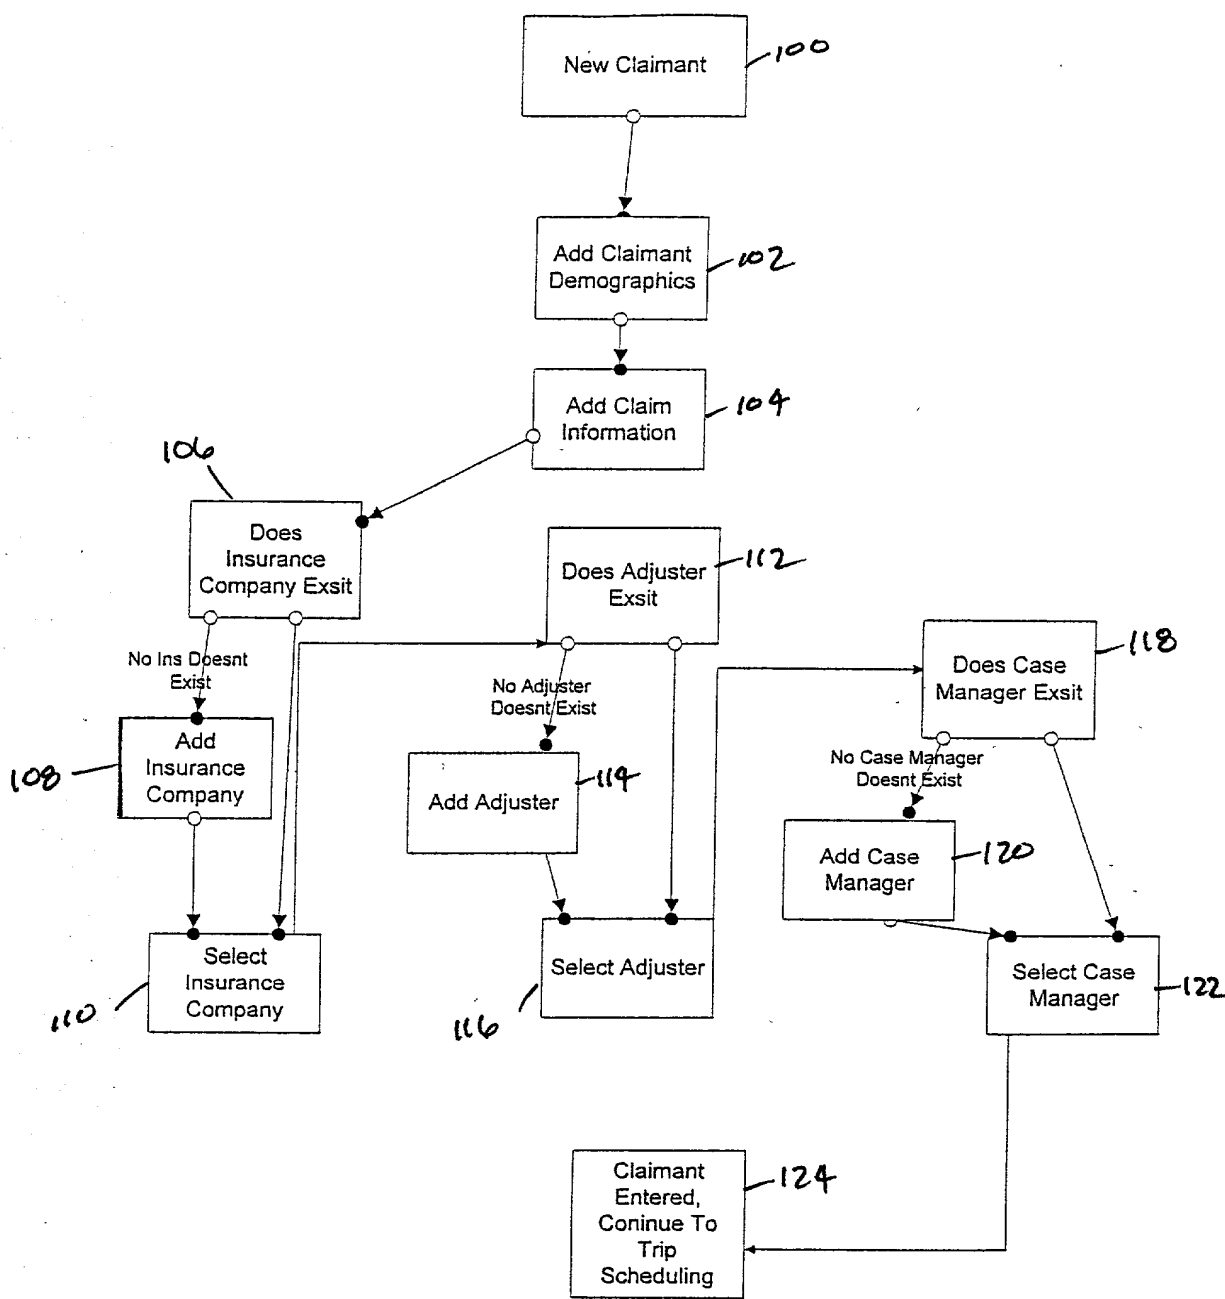 New Claimant
100
Add Claimant
Demographics
102
Add Claim
Information
104
106
Does
Insurance
Company Exsit
No Ins Doesnt
Exist
Add
Insurance
Company
108
Select
Insurance
Company
110
Does Adjuster
Exsit
112
No Adjuster
Doesnt Exist
Add Adjuster
114
Select Adjuster
116
Does Case
Manager Exsit
118
No Case Manager
Doesnt Exist
Add Case
Manager
120
Select Case
Manager
122
Claimant
Entered,
Coninue To
Trip
Scheduling
124